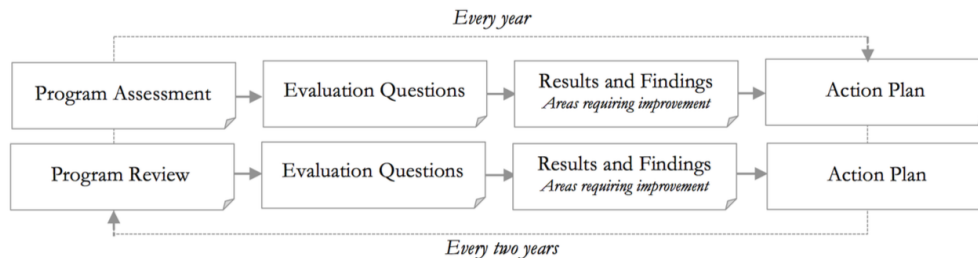 Every year
Program Assessment
Evaluation Questions
Results and Findings
Areas requiring improvement
Action Plan
Program Review
Evaluation Questions
Results and Findings
Areas requiring improvement
Action Plan
Every two years